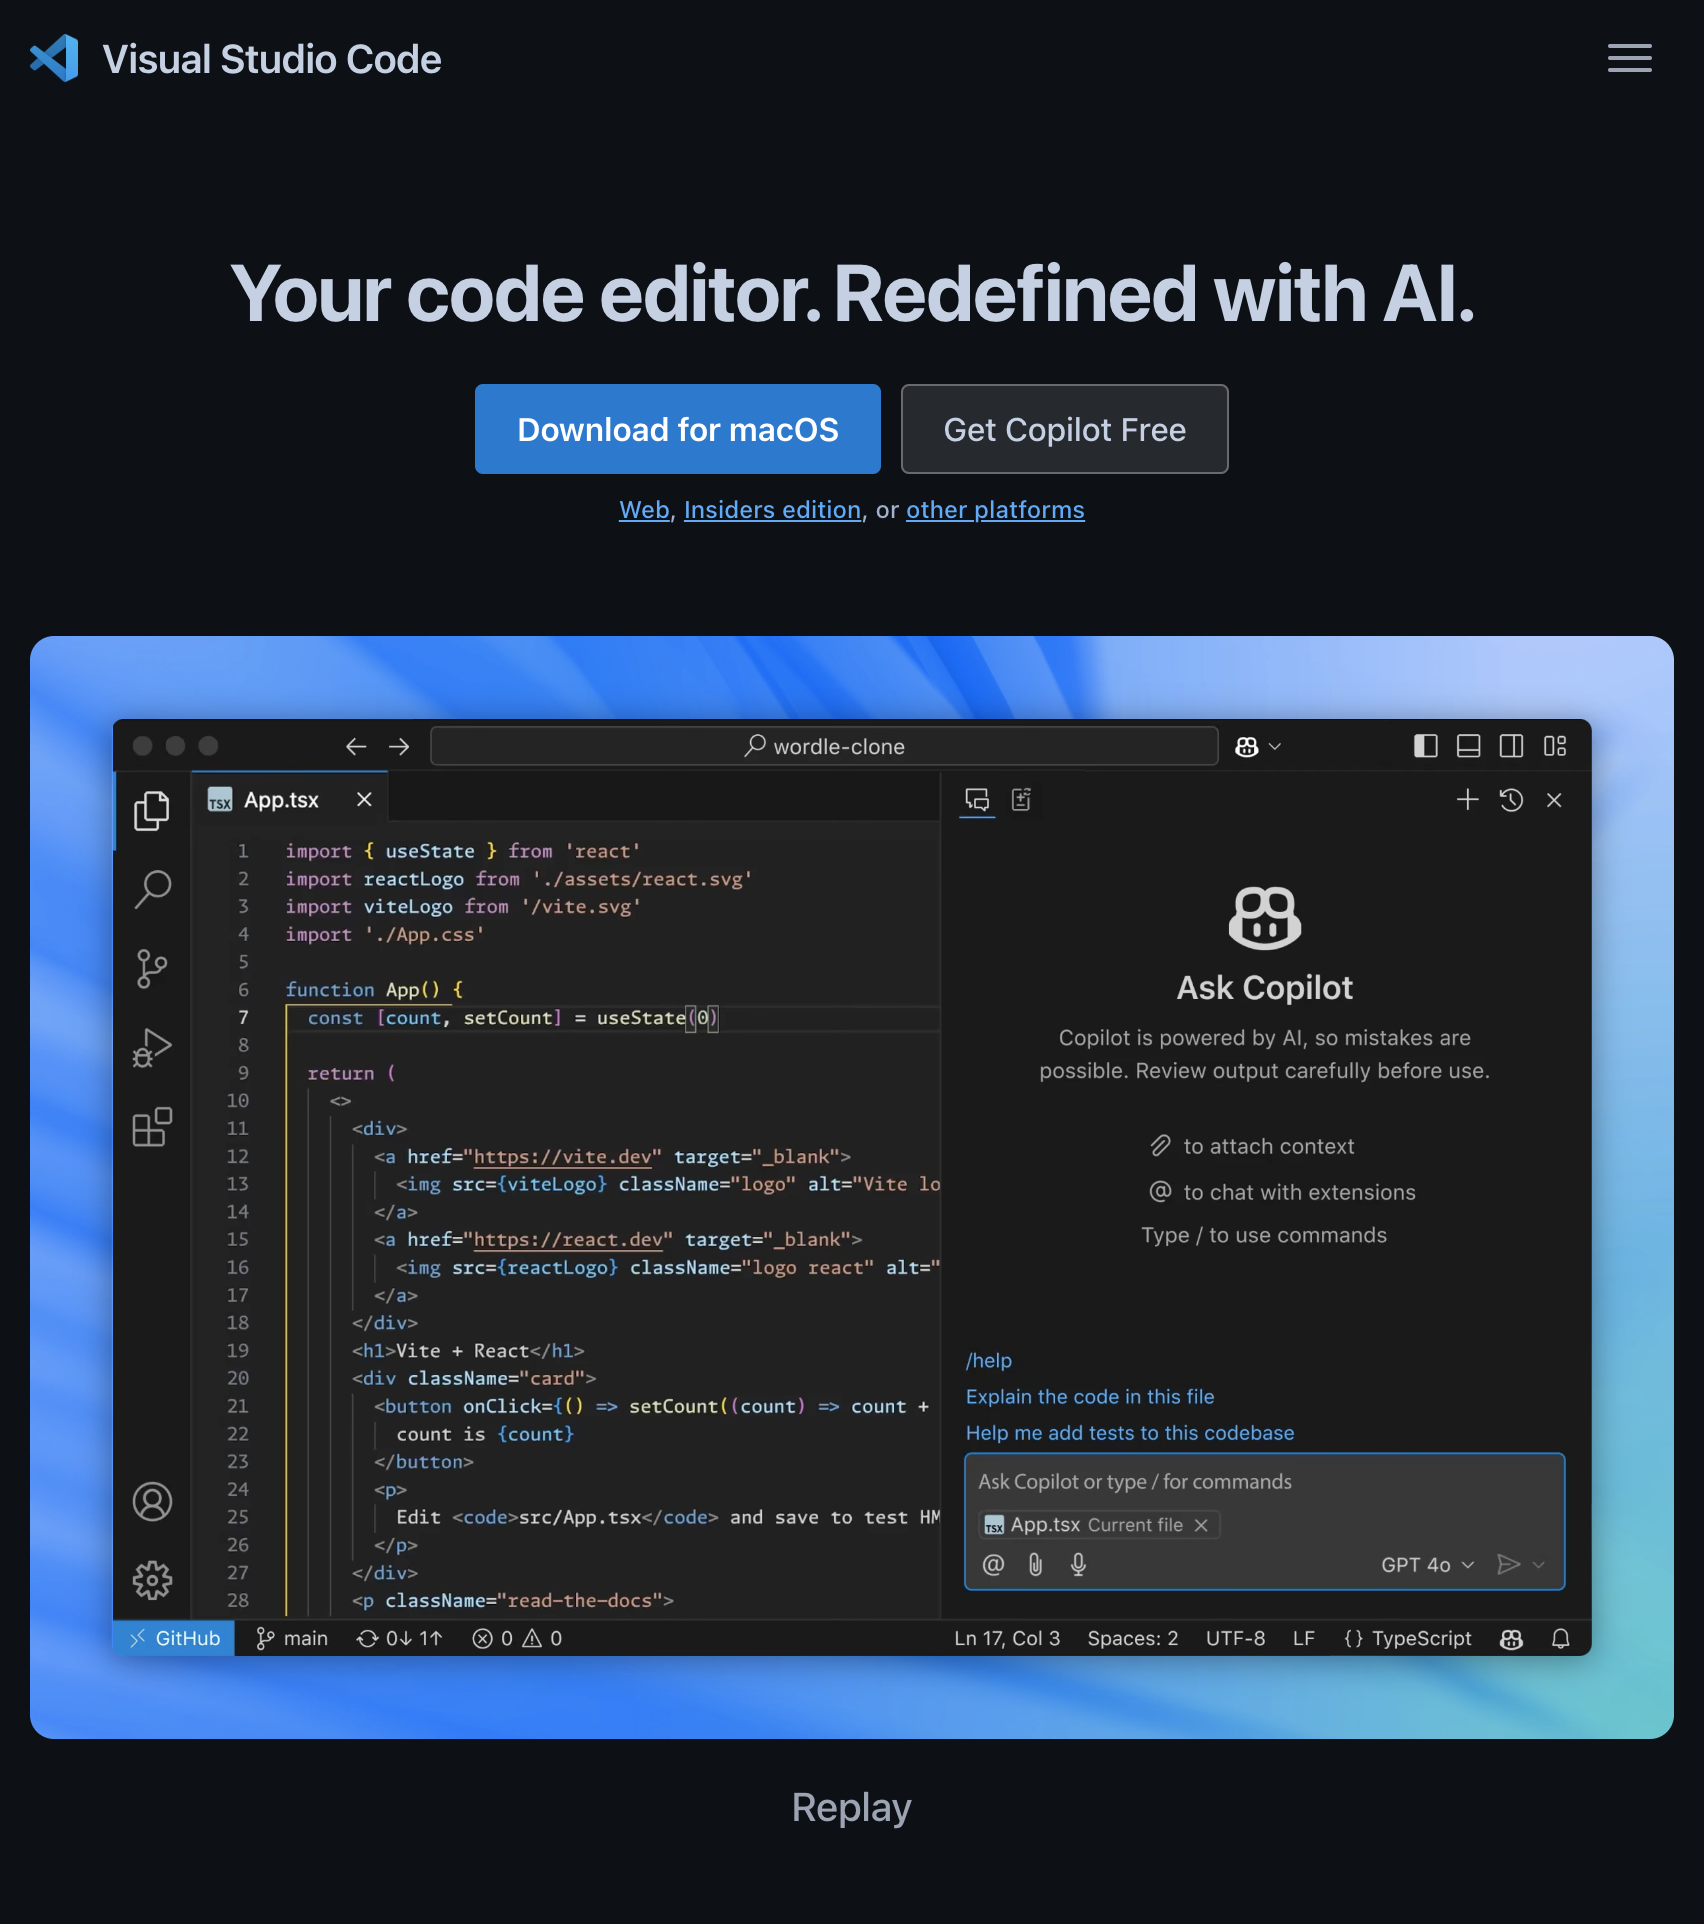 Visual Studio Code
Your code editor. Redefined with AI.
Download for macOS
Get Copilot Free
Web, Insiders edition, or other platforms
wordle-clone
TSX App.tsx
1 import { useState } from 'react'
2 import reactLogo from './assets/react.svg'
3 import viteLogo from '/vite.svg'
4 import './App.css'
5
6 function App() {
7 const [count, setCount] = useState(0)
8
9 return (
10 <>
11 <div>
12 <a href="https://vite.dev" target="_blank">
13 <img src={viteLogo} className="logo" alt="Vite lo
14 </a>
15 <a href="https://react.dev" target="_blank">
16 <img src={reactLogo} className="logo react" alt="
17 </a>
18 </div>
19 <h1>Vite + React</h1>
20 <div className="card">
21 <button onClick={() => setCount((count) => count +
22 count is {count}
23 </button>
24 <p>
25 Edit <code>src/App.tsx</code> and save to test HM
26 </p>
27 </div>
28 <p className="read-the-docs">
Ask Copilot
Copilot is powered by AI, so mistakes are
possible. Review output carefully before use.
to attach context
@ to chat with extensions
Type / to use commands
/help
Explain the code in this file
Help me add tests to this codebase
Ask Copilot or type / for commands
TSX App.tsx Current file
@
GPT 4o
GitHub main 0↓ 1↑ 0 0
Ln 17, Col 3 Spaces: 2 UTF-8 LF {} TypeScript
Replay